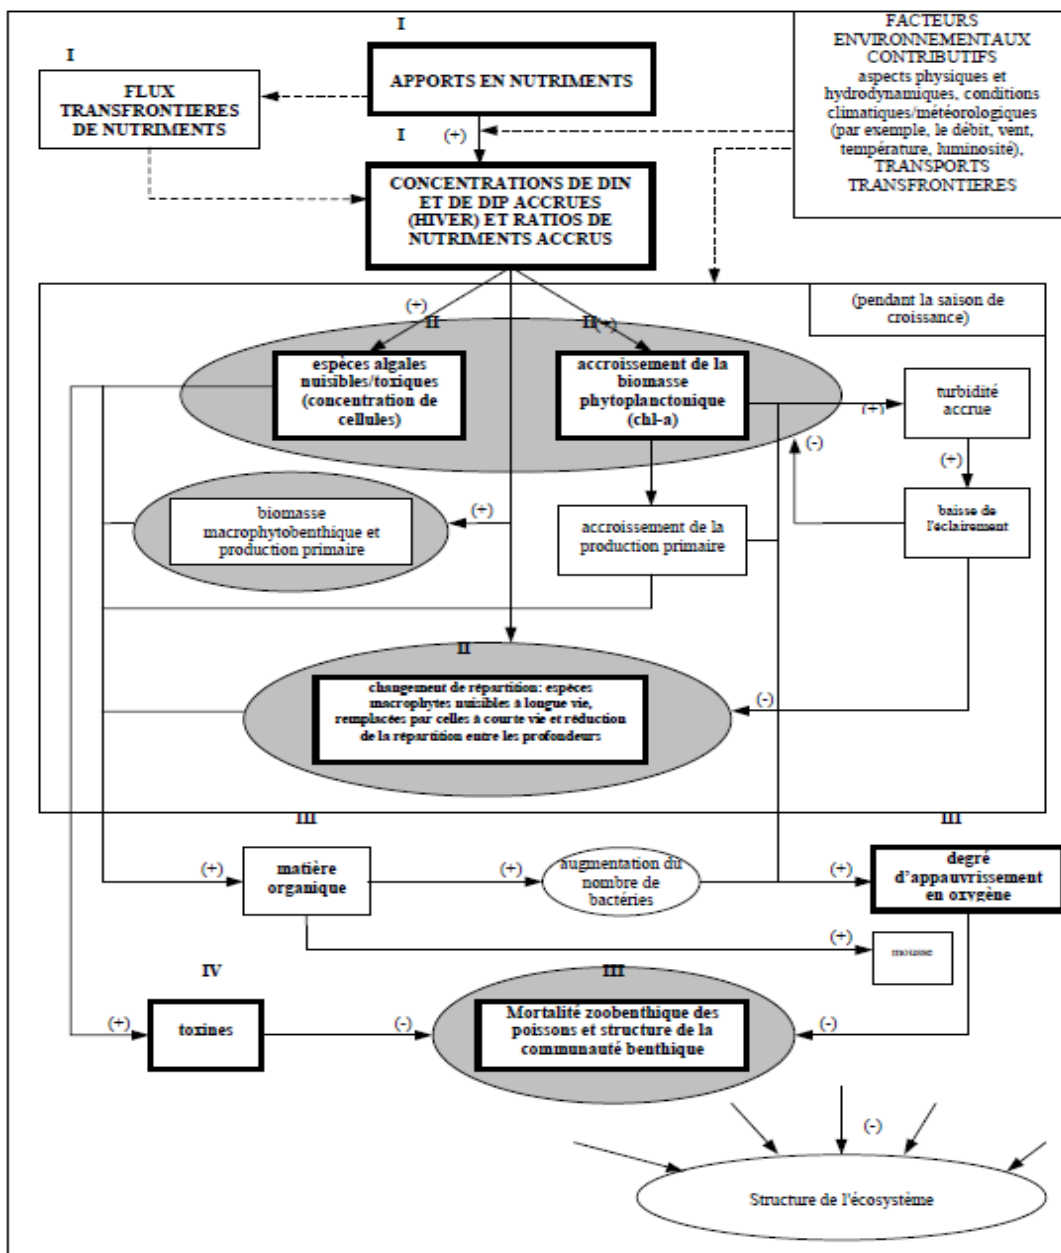 I
I
FACTEURS
ENVIRONNEMENTAUX
CONTRIBUTIFS
aspects physiques et
hydrodynamiques, conditions
climatiques/météorologiques
(par exemple, le débit, vent,
température, luminosité),
TRANSPORTS
TRANSFRONTIERES
FLUX
TRANSFRONTIERES
DE NUTRIMENTS
APPORTS EN NUTRIMENTS
I
(+)
CONCENTRATIONS DE DIN
ET DE DIP ACCRUES
(HIVER) ET RATIOS DE
NUTRIMENTS ACCRUS
(pendant la saison de
croissance)
(+)
II
II
(+)
espèces algales
nuisibles/toxiques
(concentration de
cellules)
accroissement de la
biomasse
phytoplanctonique
(chl-a)
(+)
turbidité
accrue
(-)
(+)
biomasse
macrophytobenthique et
production primaire
(+)
accroissement de la
production primaire
baisse de
l'éclairement
II
changement de répartition: espèces
macrophytes nuisibles à longue vie,
remplacées par celles à courte vie et réduction
de la répartition entre les profondeurs
(-)
III
III
(+)
matière
organique
(+)
augmentation du
nombre de
bactéries
(+)
degré
d'appauvrissement
en oxygène
(+)
mousse
IV
III
(+)
toxines
(-)
Mortalité zoobenthique des
poissons et structure de la
communauté benthique
(-)
(-)
Structure de l'écosystème